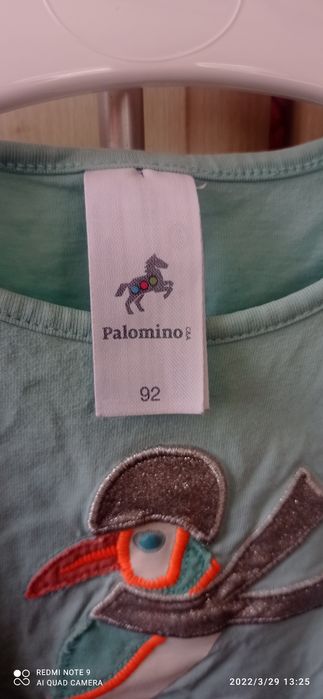 Palomino
C&A
92
REDMI NOTE 9
AI QUAD CAMERA
2022/3/29 13:25